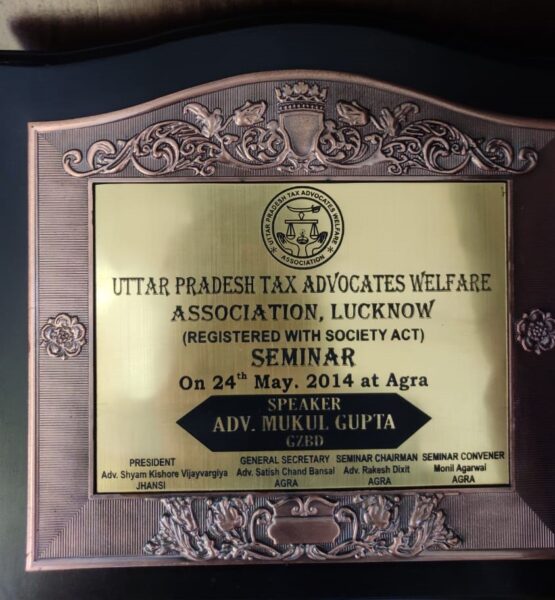 UTTAR PRADESH TAX ADVOCATES WELFARE
ASSOCIATION
UTTAR PRADESH TAX ADVOCATES WELFARE
ASSOCIATION, LUCKNOW
(REGISTERED WITH SOCIETY ACT)
SEMINAR
On 24th May. 2014 at Agra
SPEAKER
ADV. MUKUL GUPTA
GZBD
PRESIDENT GENERAL SECRETARY SEMINAR CHAIRMAN SEMINAR CONVENER
Adv. Shyam Kishore Vijayvargiya Adv. Satish Chand Bansal Adv. Rakesh Dixit Monil Agarwal
JHANSI AGRA AGRA AGRA